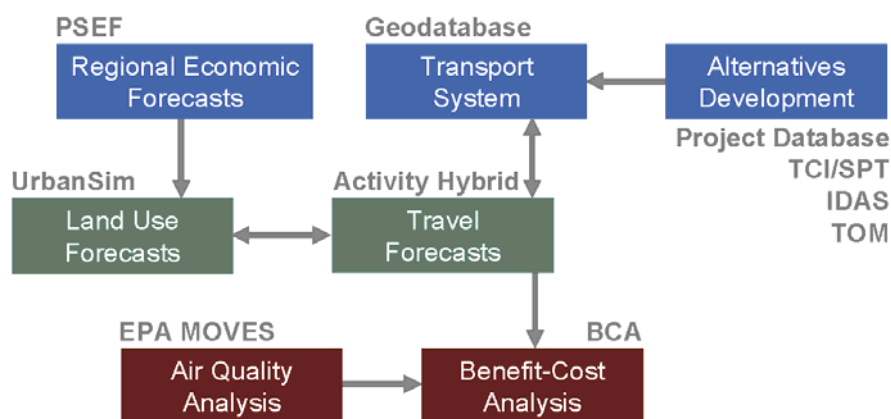 PSEF
Regional Economic
Forecasts
Geodatabase
Transport
System
Alternatives
Development
Project Database
TCI/SPT
IDAS
TOM
UrbanSim
Land Use
Forecasts
Activity Hybrid
Travel
Forecasts
EPA MOVES
Air Quality
Analysis
BCA
Benefit-Cost
Analysis